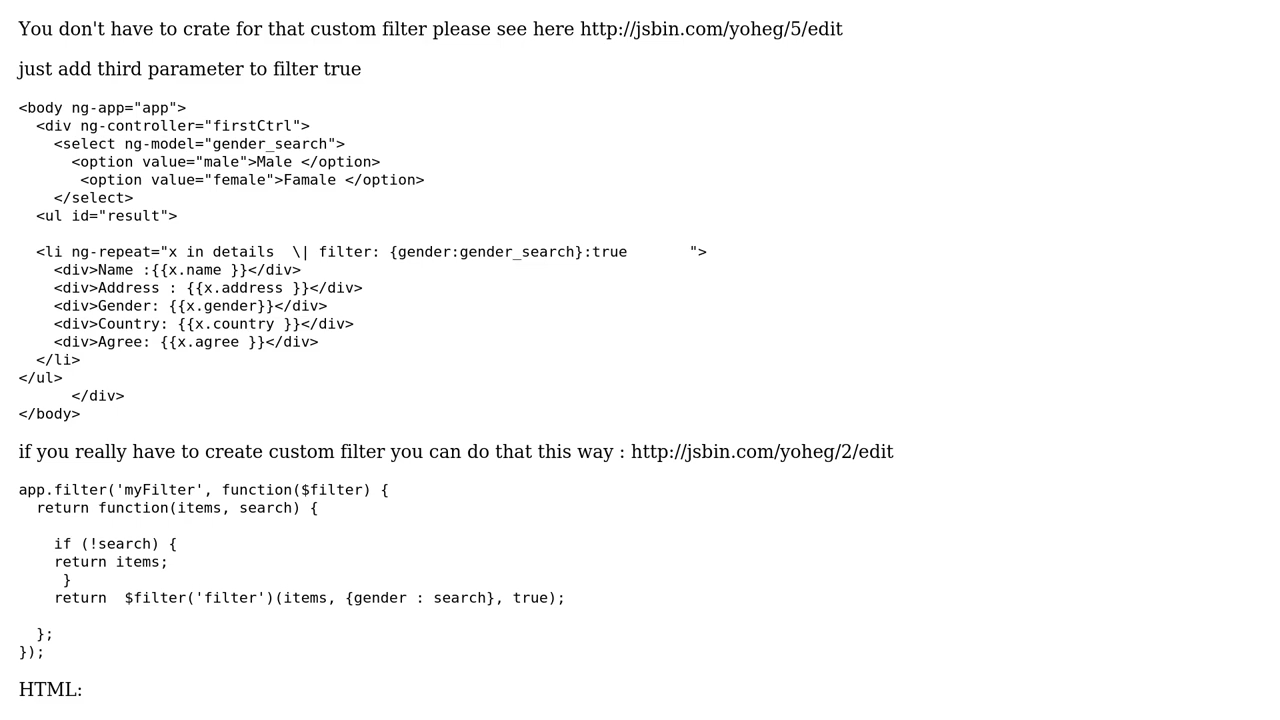 You don't have to crate for that custom filter please see here http://jsbin.com/yoheg/5/edit
just add third parameter to filter true
<body ng-app="app">
  <div ng-controller="firstCtrl">
    <select ng-model="gender_search">
      <option value="male">Male </option>
       <option value="female">Famale </option>
    </select>
  <ul id="result">

  <li ng-repeat="x in details  \| filter: {gender:gender_search}:true       ">
    <div>Name :{{x.name }}</div>
    <div>Address : {{x.address }}</div>
    <div>Gender: {{x.gender}}</div>
    <div>Country: {{x.country }}</div>
    <div>Agree: {{x.agree }}</div>
  </li>
</ul>
      </div>
</body>
if you really have to create custom filter you can do that this way : http://jsbin.com/yoheg/2/edit
app.filter('myFilter', function($filter) {
  return function(items, search) {

    if (!search) {
    return items;
     }
    return  $filter('filter')(items, {gender : search}, true);

  };
});
HTML: